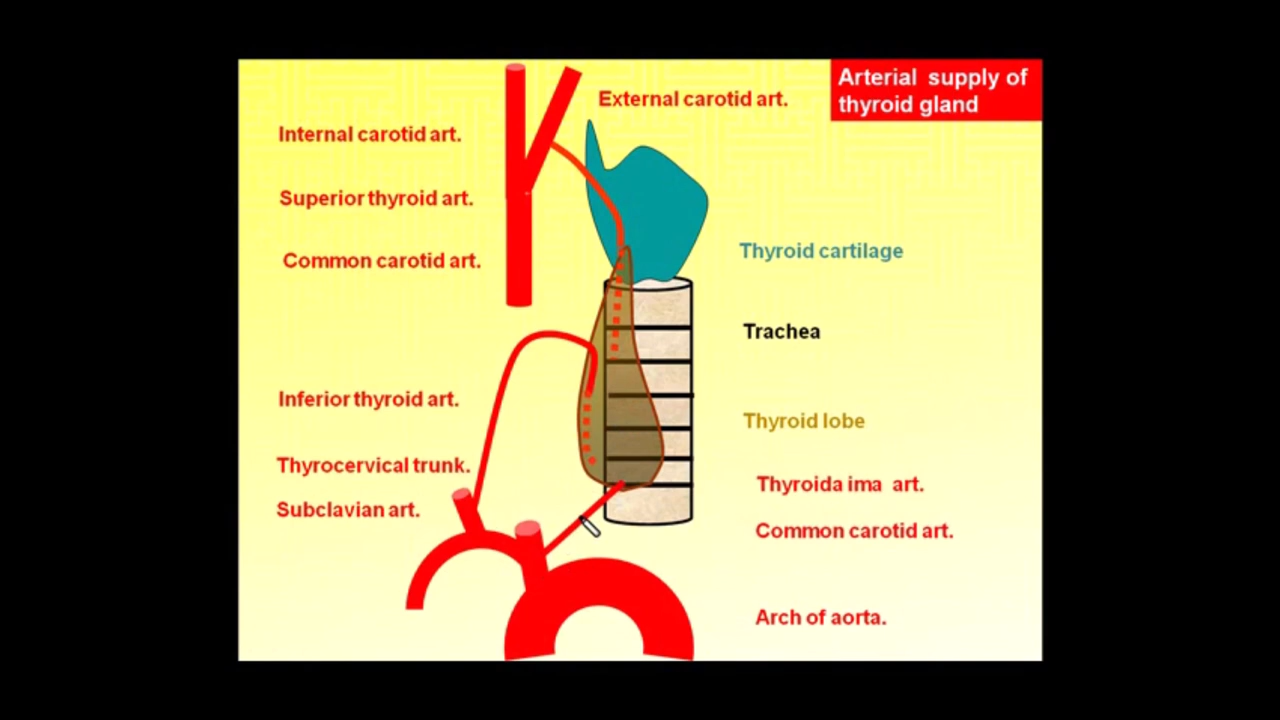 Arterial supply of
thyroid gland
External carotid art.
Internal carotid art.
Superior thyroid art.
Common carotid art.
Thyroid cartilage
Trachea
Inferior thyroid art.
Thyroid lobe
Thyrocervical trunk.
Thyroida ima art.
Subclavian art.
Common carotid art.
Arch of aorta.